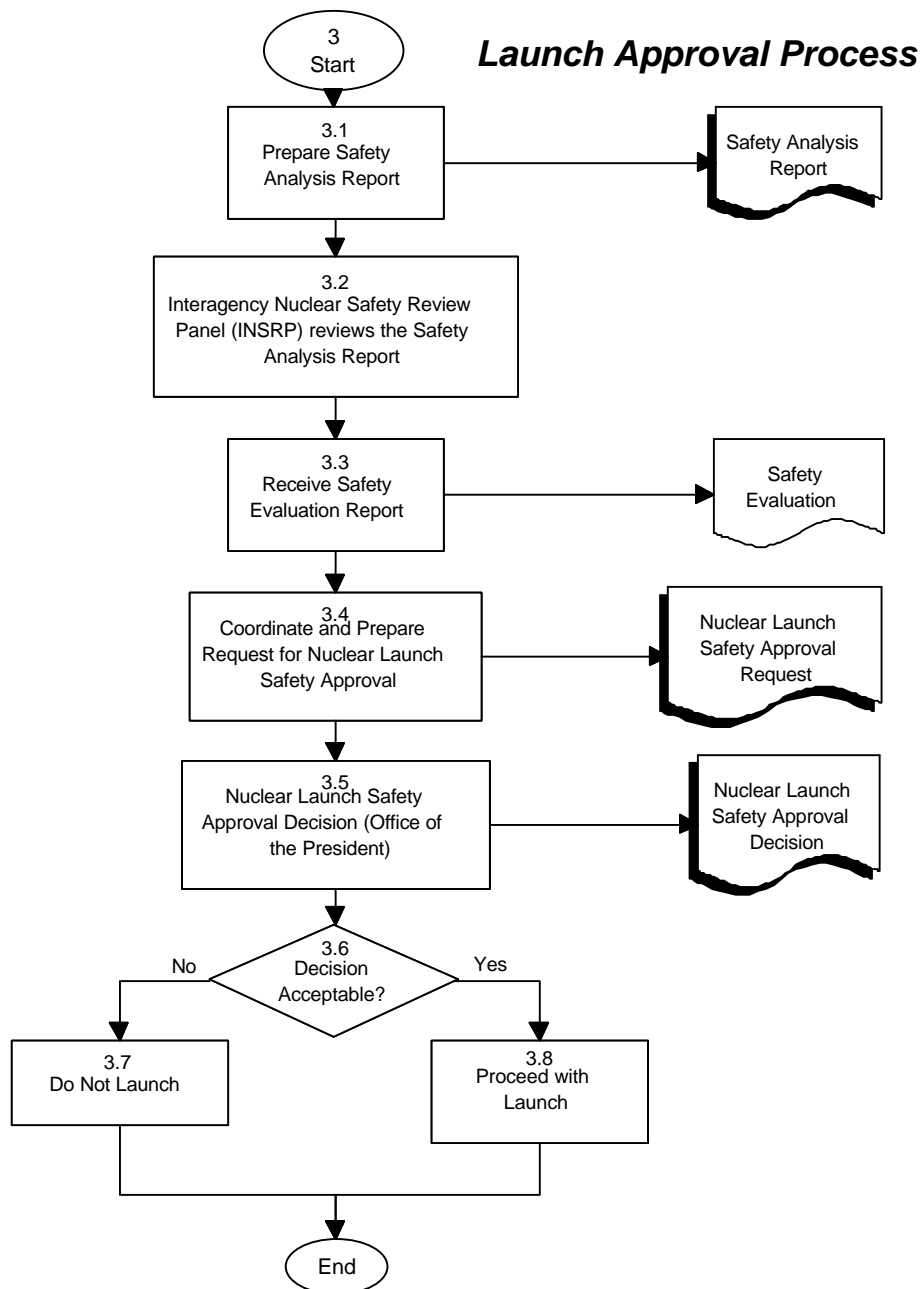 3
Start
Launch Approval Process
3.1
Prepare Safety
Analysis Report
Safety Analysis
Report
3.2
Interagency Nuclear Safety Review
Panel (INSRP) reviews the Safety
Analysis Report
3.3
Receive Safety
Evaluation Report
Safety
Evaluation
3.4
Coordinate and Prepare
Request for Nuclear Launch
Safety Approval
Nuclear Launch
Safety Approval
Request
3.5
Nuclear Launch Safety
Approval Decision (Office of
the President)
Nuclear Launch
Safety Approval
Decision
3.6
Decision
Acceptable?
No
Yes
3.7
Do Not Launch
3.8
Proceed with
Launch
End